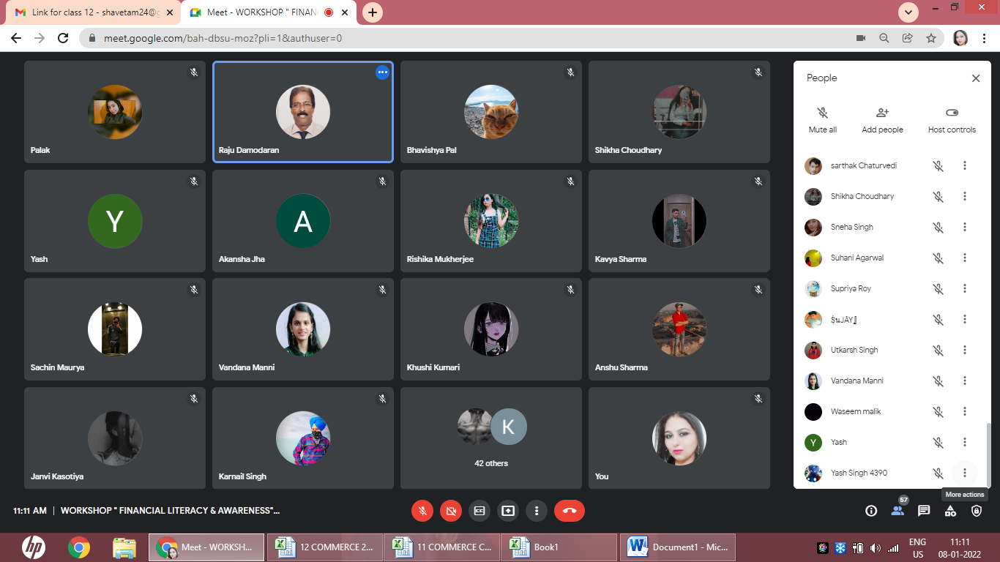 Link for class 12 - shavetam24@g
Meet - WORKSHOP " FINAN
meet.google.com/bah-dbsu-moz?pli=1&authuser=0
Palak
Raju Damodaran
Bhavishya Pal
Shikha Choudhary
Y
Yash
A
Akansha Jha
Rishika Mukherjee
Kavya Sharma
Sachin Maurya
Vandana Manni
Khushi Kumari
Anshu Sharma
Janvi Kasotiya
Karnail Singh
K
42 others
You
People
Mute all
Add people
Host controls
sarthak Chaturvedi
Shikha Choudhary
Sneha Singh
Suhani Agarwal
Supriya Roy
Utkarsh Singh
Vandana Manni
Waseem malik
Y
Yash
Yash Singh 4390
More actions
11:11 AM | WORKSHOP " FINANCIAL LITERACY & AWARENESS"...
57
hp
Meet - WORKSH...
12 COMMERCE 2...
11 COMMERCE C...
Book1
Document1 - Mic...
ENG
US
11:11
08-01-2022